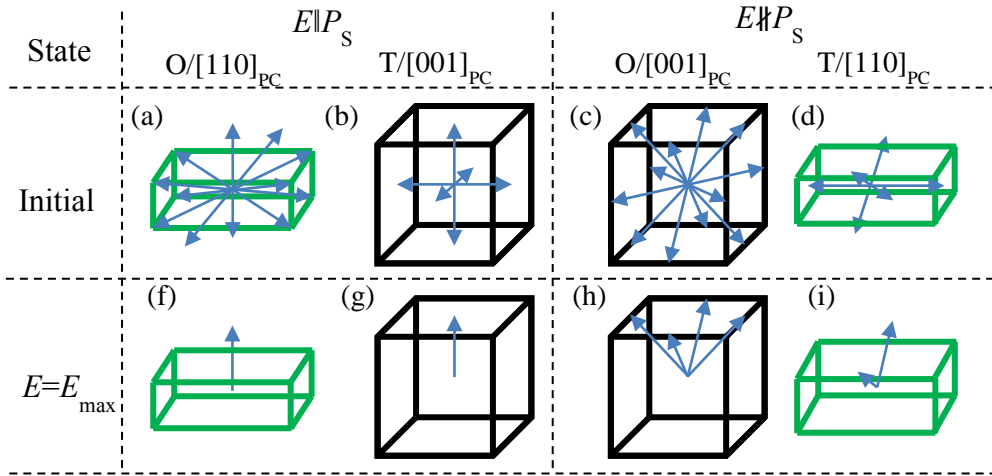 State
E∥P_S
E∦P_S
O/[110]_PC
T/[001]_PC
O/[001]_PC
T/[110]_PC
Initial
(a)
(b)
(c)
(d)
E=E_max
(f)
(g)
(h)
(i)